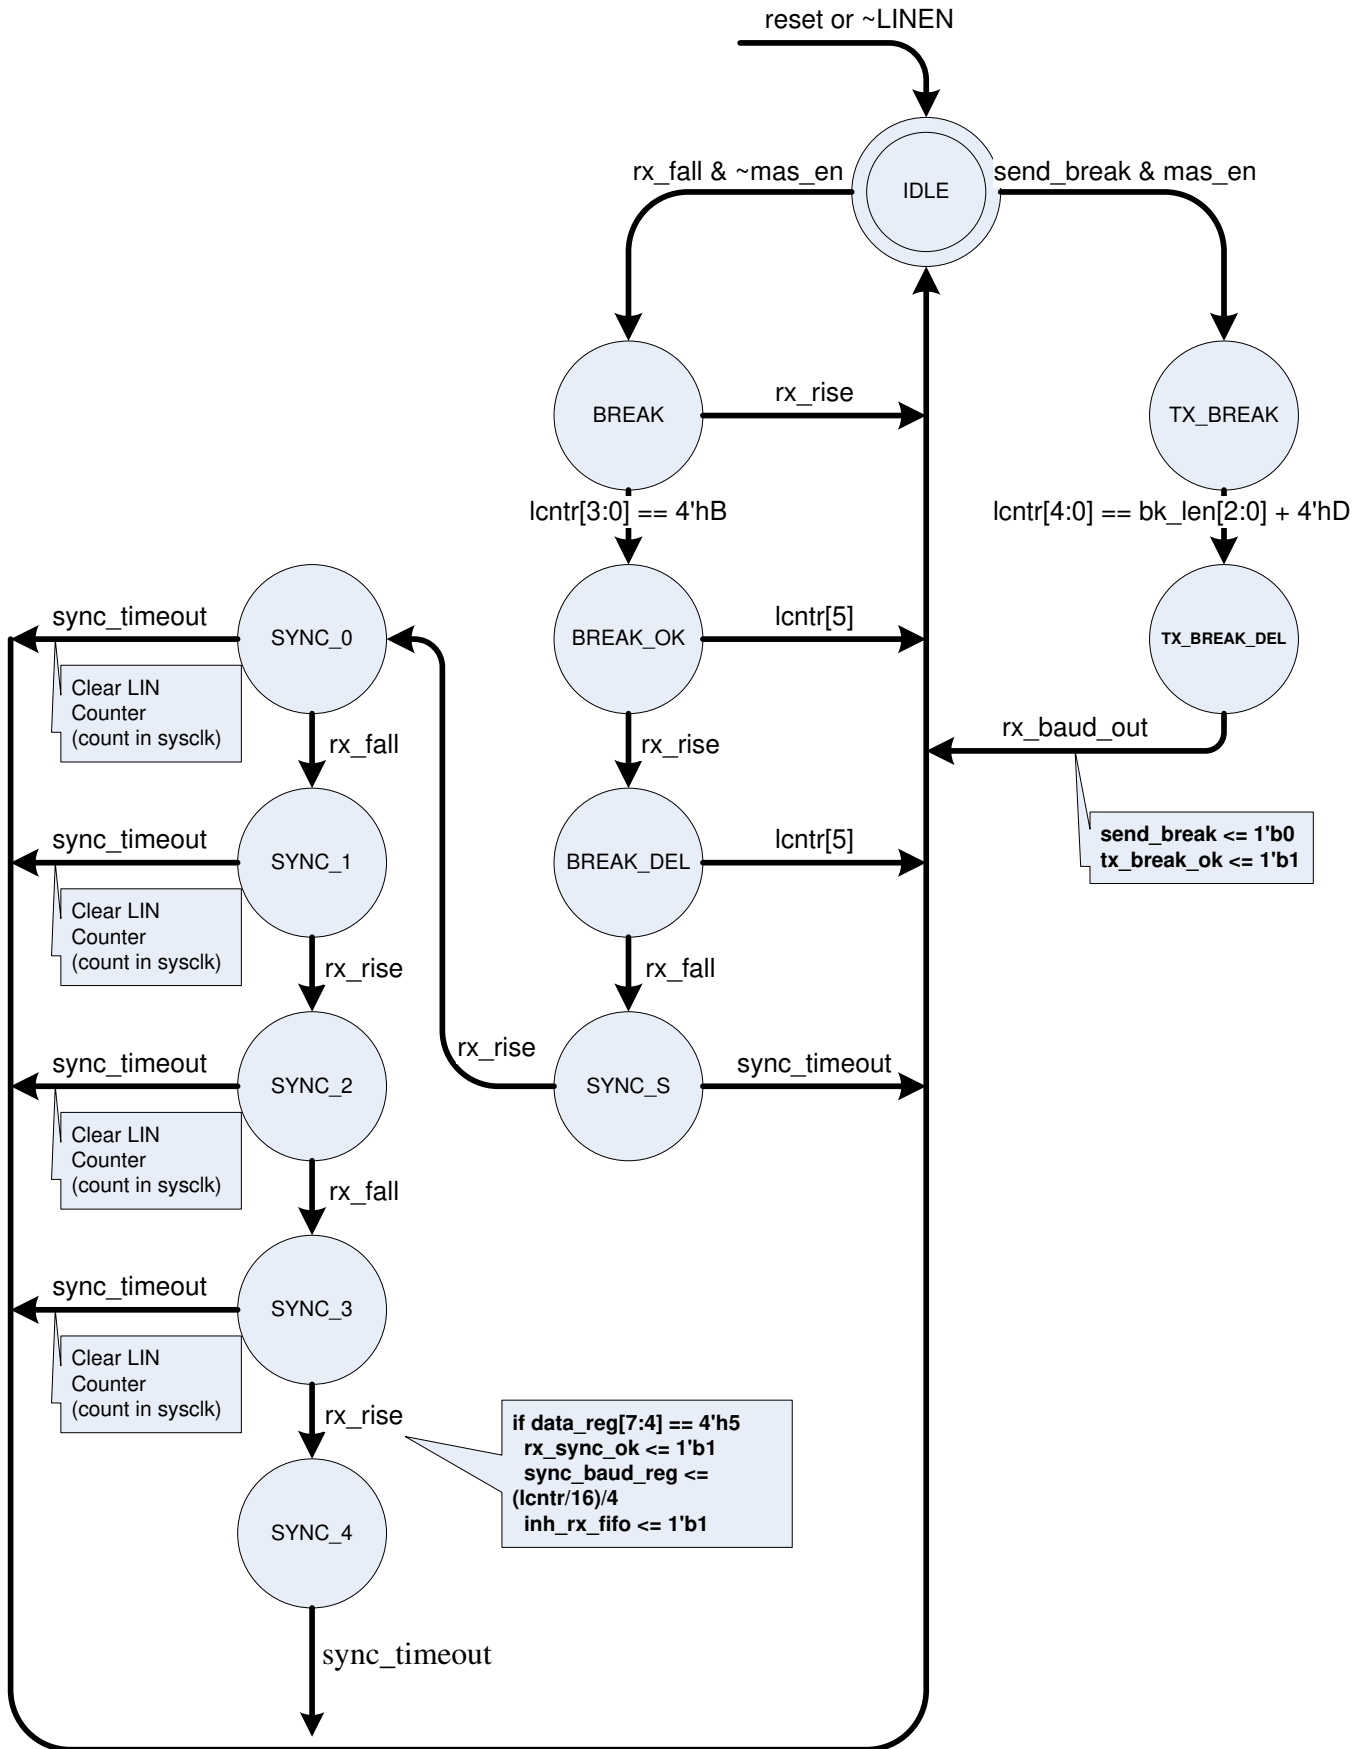 reset or ~LINEN
rx_fall & ~mas_en
IDLE
send_break & mas_en
BREAK
rx_rise
TX_BREAK
lcntr[3:0] == 4'hB
lcntr[4:0] == bk_len[2:0] + 4'hD
sync_timeout
SYNC_0
BREAK_OK
lcntr[5]
TX_BREAK_DEL
Clear LIN
Counter
(count in sysclk)
rx_fall
rx_rise
rx_baud_out
sync_timeout
SYNC_1
BREAK_DEL
lcntr[5]
send_break <= 1'b0
tx_break_ok <= 1'b1
Clear LIN
Counter
(count in sysclk)
rx_rise
rx_fall
sync_timeout
SYNC_2
rx_rise
SYNC_S
sync_timeout
Clear LIN
Counter
(count in sysclk)
rx_fall
sync_timeout
SYNC_3
Clear LIN
Counter
(count in sysclk)
rx_rise
if data_reg[7:4] == 4'h5
rx_sync_ok <= 1'b1
sync_baud_reg <=
(lcntr/16)/4
inh_rx_fifo <= 1'b1
SYNC_4
sync_timeout